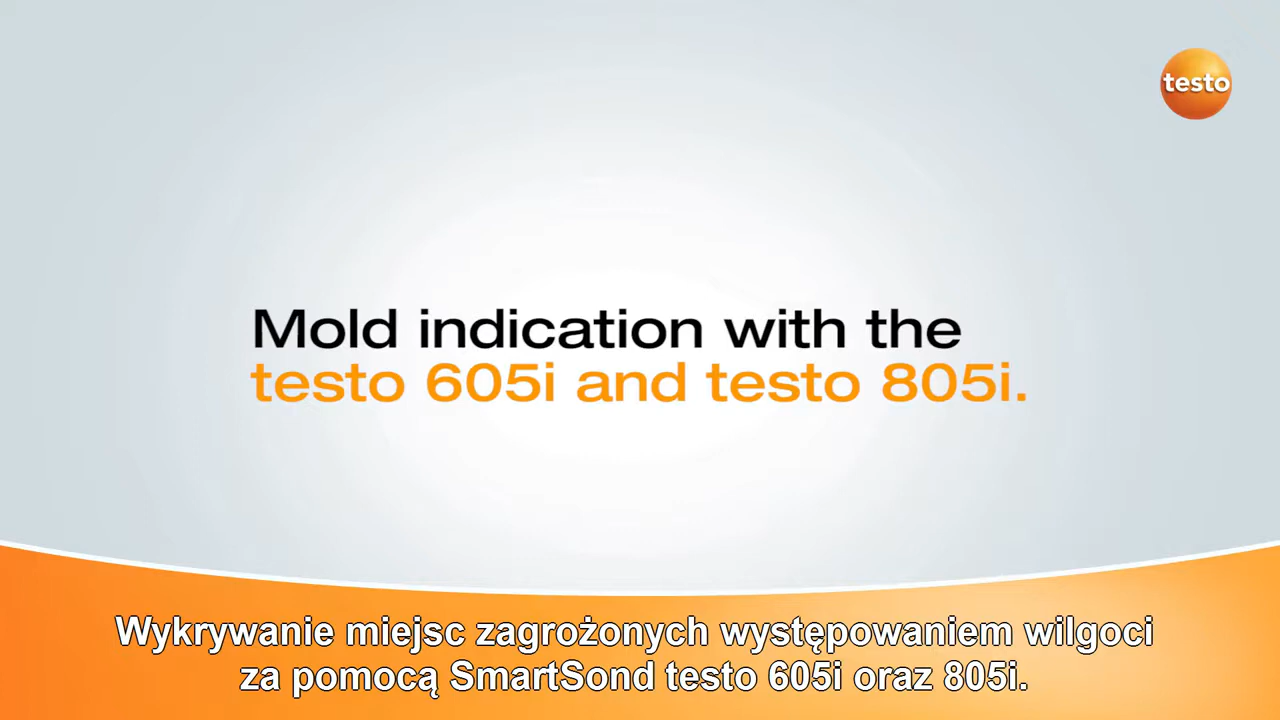 testo
Mold indication with the
testo 605i and testo 805i.
Wykrywanie miejsc zagrożonych występowaniem wilgoci
za pomocą SmartSond testo 605i oraz 805i.